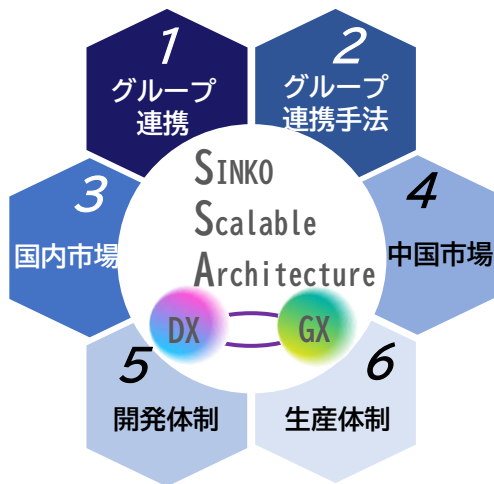 1
グループ
連携
2
グループ
連携手法
3
国内市場
SINKO
Scalable
Architecture
DX
GX
4
中国市場
5
開発体制
6
生産体制